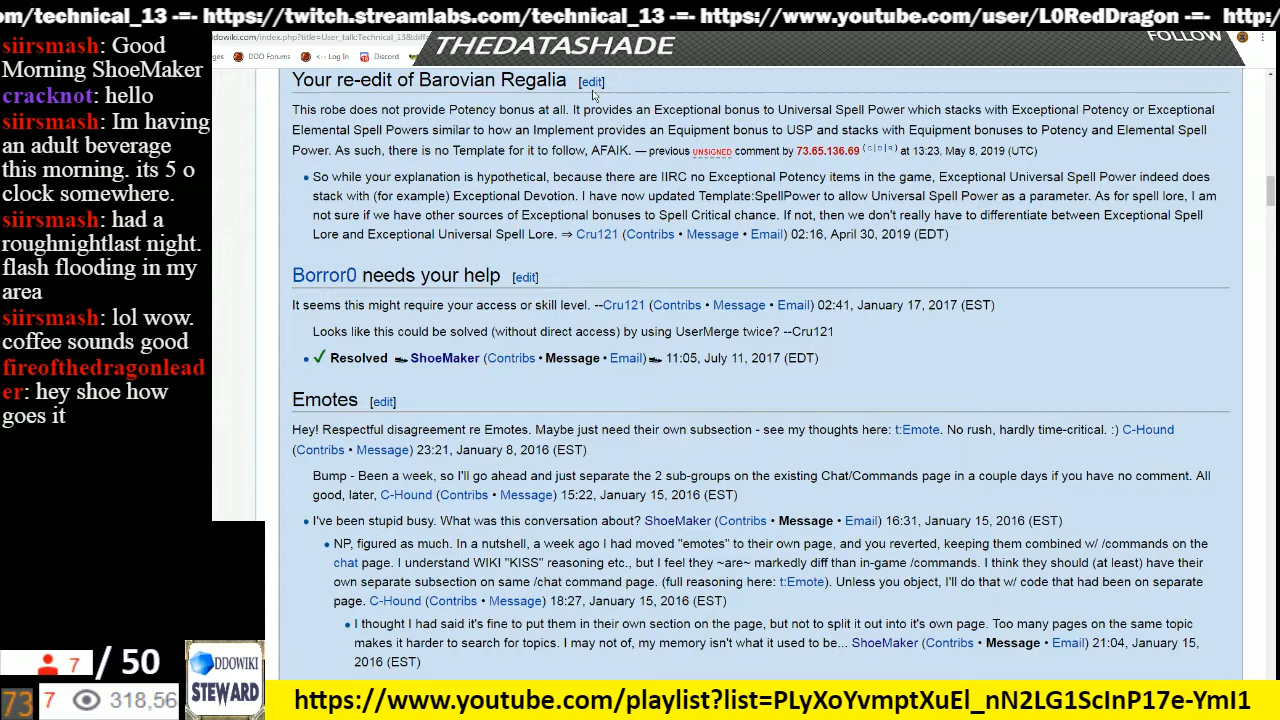 om/technical_13 -=- https://twitch.streamlabs.com/technical_13 -=- https://www.youtube.com/user/L0RedDragon -=- http:/
siirsmash: Good
Morning ShoeMaker
cracknot: hello
siirsmash: Im having
an adult beverage
this morning. its 5 o
clock somewhere.
siirsmash: had a
roughnightlast night.
flash flooding in my
area
siirsmash: lol wow.
coffee sounds good
fireofthedragonlead
er: hey shoe how
goes it
THEDATASHADE
FOLLOW
dowiki.com/index.php?title=User_talk:Technical_13&diff
ges DDO Forums <-- Log In Discord
Your re-edit of Barovian Regalia [edit]
This robe does not provide Potency bonus at all. It provides an Exceptional bonus to Universal Spell Power which stacks with Exceptional Potency or Exceptional
Elemental Spell Powers similar to how an Implement provides an Equipment bonus to USP and stacks with Equipment bonuses to Potency and Elemental Spell
Power. As such, there is no Template for it to follow, AFAIK. — previous UNSIGNED comment by 73.65.136.69 at 13:23, May 8, 2019 (UTC)
• So while your explanation is hypothetical, because there are IIRC no Exceptional Potency items in the game, Exceptional Universal Spell Power indeed does
stack with (for example) Exceptional Devotion. I have now updated Template:SpellPower to allow Universal Spell Power as a parameter. As for spell lore, I am
not sure if we have other sources of Exceptional bonuses to Spell Critical chance. If not, then we don't really have to differentiate between Exceptional Spell
Lore and Exceptional Universal Spell Lore. ⇒ Cru121 (Contribs • Message • Email) 02:16, April 30, 2019 (EDT)
Borror0 needs your help [edit]
It seems this might require your access or skill level. --Cru121 (Contribs • Message • Email) 02:41, January 17, 2017 (EST)
Looks like this could be solved (without direct access) by using UserMerge twice? --Cru121
• ✓ Resolved ShoeMaker (Contribs • Message • Email) 11:05, July 11, 2017 (EDT)
Emotes [edit]
Hey! Respectful disagreement re Emotes. Maybe just need their own subsection - see my thoughts here: t:Emote. No rush, hardly time-critical. :) C-Hound
(Contribs • Message) 23:21, January 8, 2016 (EST)
Bump - Been a week, so I'll go ahead and just separate the 2 sub-groups on the existing Chat/Commands page in a couple days if you have no comment. All
good, later, C-Hound (Contribs • Message) 15:22, January 15, 2016 (EST)
• I've been stupid busy. What was this conversation about? ShoeMaker (Contribs • Message • Email) 16:31, January 15, 2016 (EST)
• NP, figured as much. In a nutshell, a week ago I had moved "emotes" to their own page, and you reverted, keeping them combined w/ /commands on the
chat page. I understand WIKI "KISS" reasoning etc., but I feel they ~are~ markedly diff than in-game /commands. I think they should (at least) have their
own separate subsection on same /chat command page. (full reasoning here: t:Emote). Unless you object, I'll do that w/ code that had been on separate
page. C-Hound (Contribs • Message) 18:27, January 15, 2016 (EST)
• I thought I had said it's fine to put them in their own section on the page, but not to split it out into it's own page. Too many pages on the same topic
makes it harder to search for topics. I may not of, my memory isn't what it used to be... ShoeMaker (Contribs • Message • Email) 21:04, January 15,
2016 (EST)
7 / 50
73 7 318,56
DDOWIKI
STEWARD
https://www.youtube.com/playlist?list=PLyXoYvmptXuEl_nN2LG1ScInP17e-YmI1